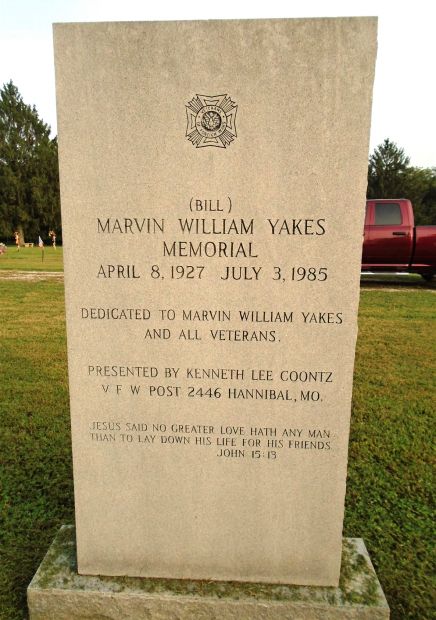 (BILL)
MARVIN WILLIAM YAKES
MEMORIAL
APRIL 8, 1927 JULY 3, 1985
DEDICATED TO MARVIN WILLIAM YAKES
AND ALL VETERANS.
PRESENTED BY KENNETH LEE COONTZ
V F W POST 2446 HANNIBAL, MO.
JESUS SAID NO GREATER LOVE HATH ANY MAN
THAN TO LAY DOWN HIS LIFE FOR HIS FRIENDS
JOHN 15:13